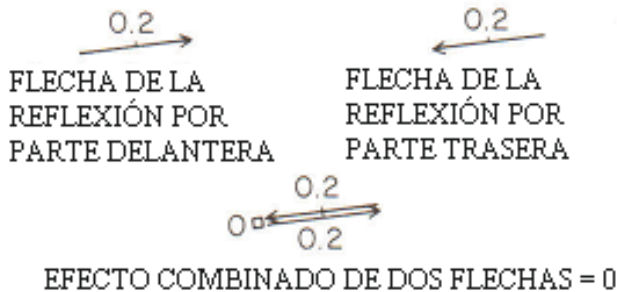 0.2
0.2
FLECHA DE LA
REFLEXIÓN POR
PARTE DELANTERA
FLECHA DE LA
REFLEXIÓN POR
PARTE TRASERA
0.2
0
0.2
EFECTO COMBINADO DE DOS FLECHAS = 0